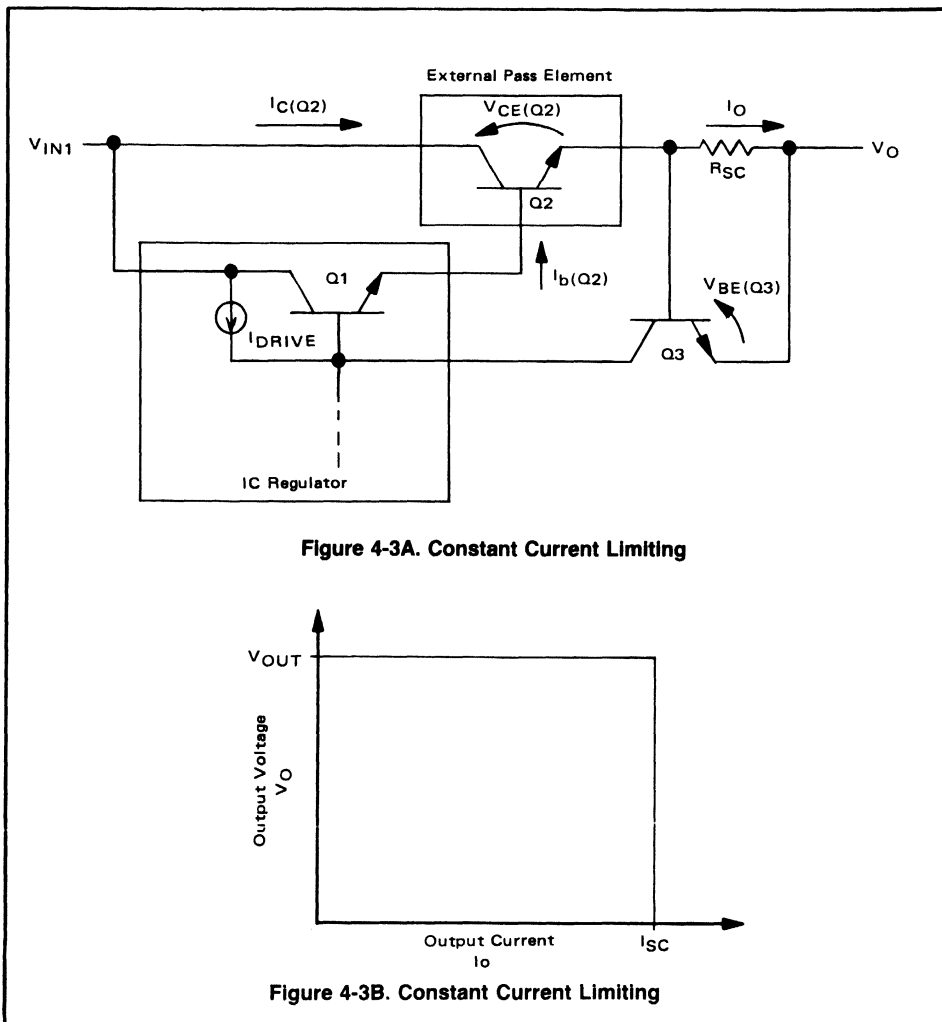 External Pass Element
IC(Q2)
VCE(Q2)
IO
VIN1
VO
RSC
Q2
Q1
Ib(Q2)
VBE(Q3)
IDRIVE
Q3
IC Regulator
Figure 4-3A. Constant Current Limiting
VOUT
Output Voltage
VO
Output Current
ISC
Io
Figure 4-3B. Constant Current Limiting